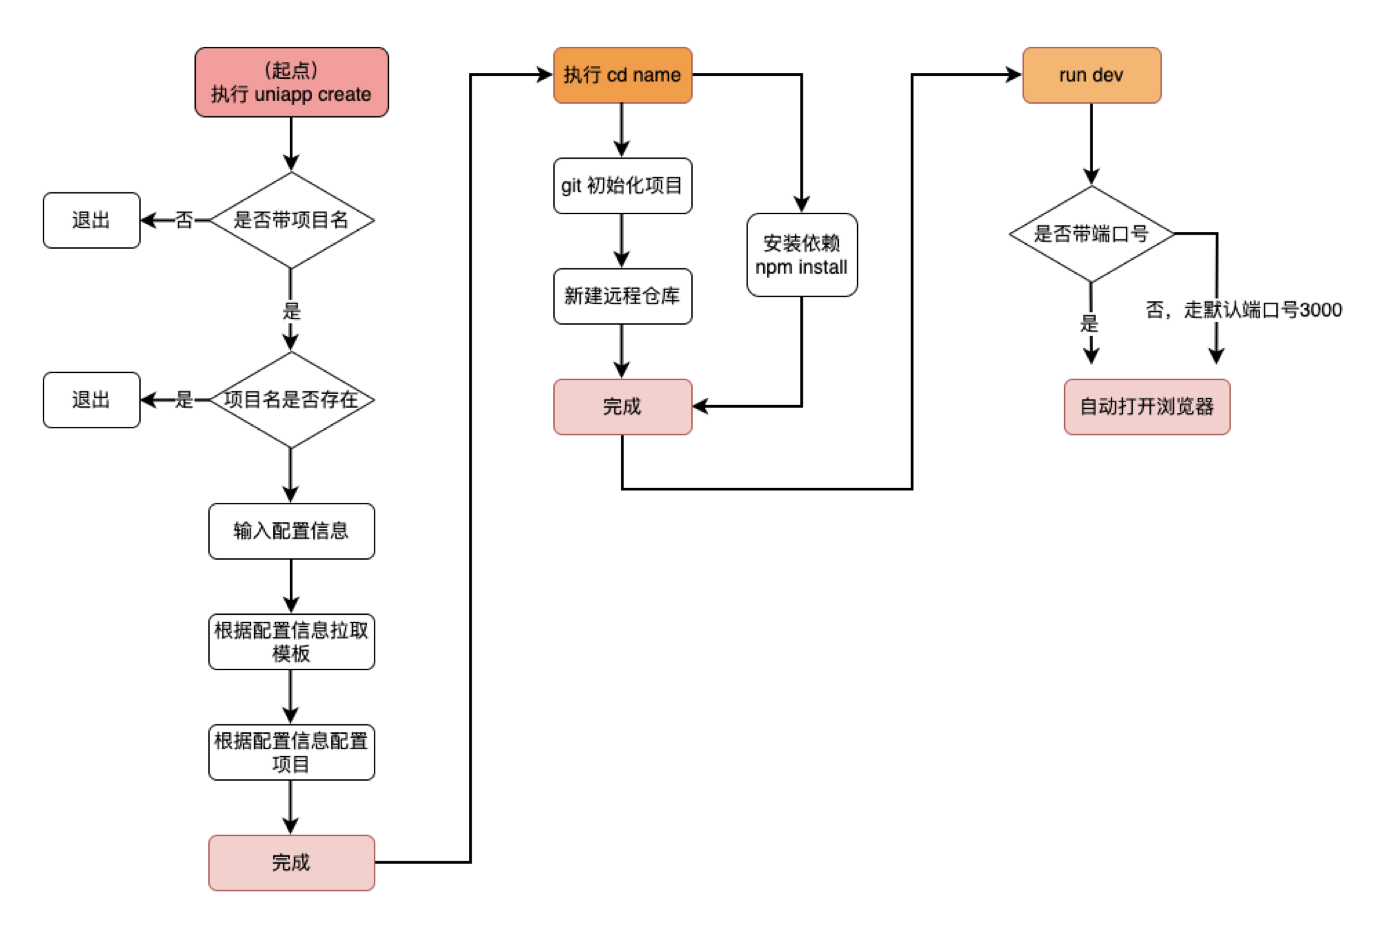 （起点）
执行 uniapp create
是否带项目名
否
退出
是
项目名是否存在
是
退出
输入配置信息
根据配置信息拉取
模板
根据配置信息配置
项目
完成
执行 cd name
git 初始化项目
新建远程仓库
安装依赖
npm install
完成
run dev
是否带端口号
是
否，走默认端口号3000
自动打开浏览器